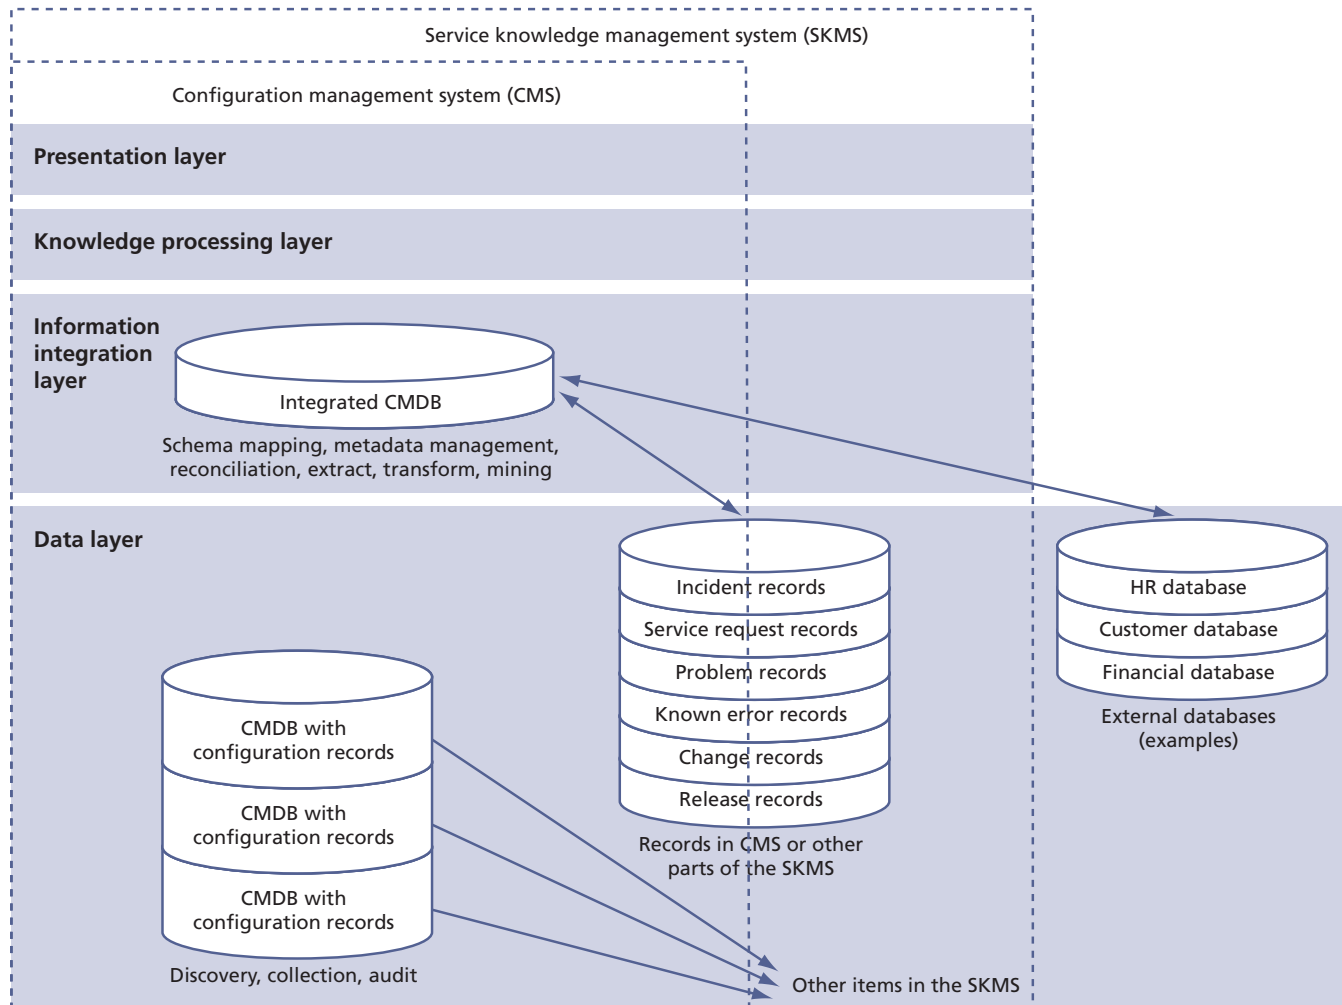 Service knowledge management system (SKMS)
Configuration management system (CMS)
Presentation layer
Knowledge processing layer
Information
integration
layer
Integrated CMDB
Schema mapping, metadata management,
reconciliation, extract, transform, mining
Data layer
Incident records
Service request records
Problem records
Known error records
Change records
Release records
Records in CMS or other
parts of the SKMS
HR database
Customer database
Financial database
External databases
(examples)
CMDB with
configuration records
CMDB with
configuration records
CMDB with
configuration records
Discovery, collection, audit
Other items in the SKMS